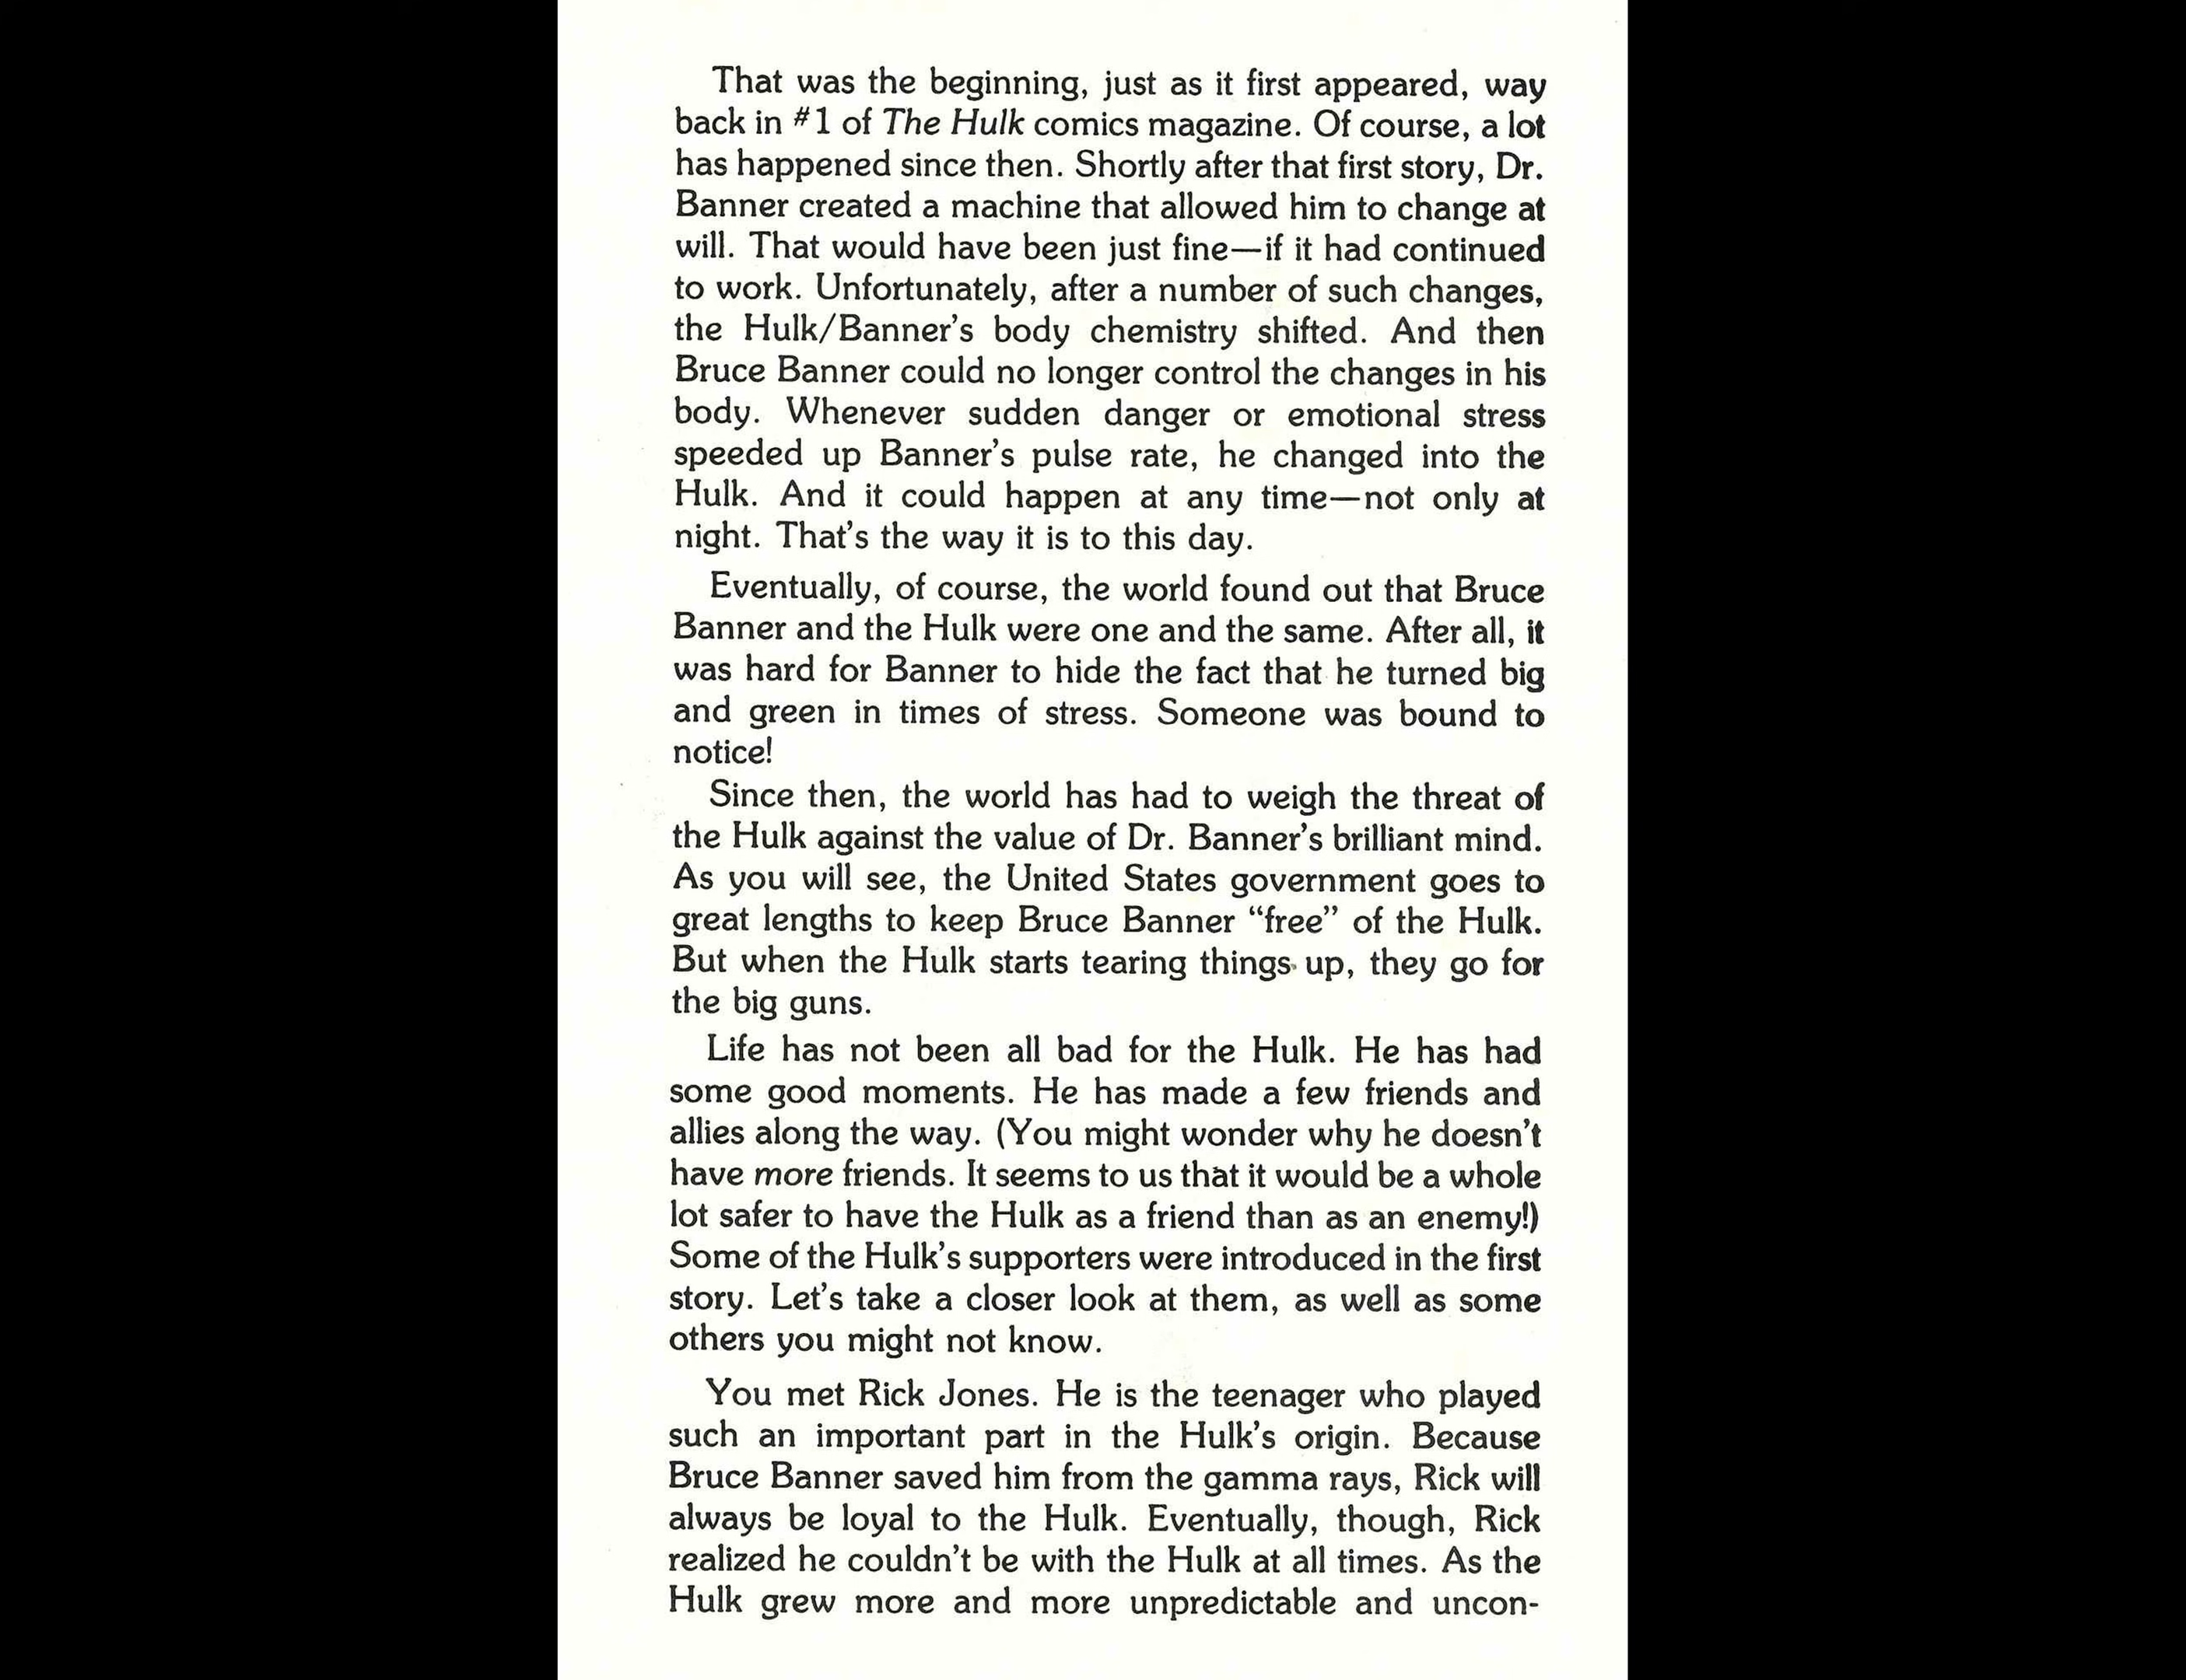 That was the beginning, just as it first appeared, way
back in #1 of The Hulk comics magazine. Of course, a lot
has happened since then. Shortly after that first story, Dr.
Banner created a machine that allowed him to change at
will. That would have been just fine—if it had continued
to work. Unfortunately, after a number of such changes,
the Hulk/Banner's body chemistry shifted. And then
Bruce Banner could no longer control the changes in his
body. Whenever sudden danger or emotional stress
speeded up Banner's pulse rate, he changed into the
Hulk. And it could happen at any time—not only at
night. That's the way it is to this day.
Eventually, of course, the world found out that Bruce
Banner and the Hulk were one and the same. After all, it
was hard for Banner to hide the fact that he turned big
and green in times of stress. Someone was bound to
notice!
Since then, the world has had to weigh the threat of
the Hulk against the value of Dr. Banner's brilliant mind.
As you will see, the United States government goes to
great lengths to keep Bruce Banner “free” of the Hulk.
But when the Hulk starts tearing things up, they go for
the big guns.
Life has not been all bad for the Hulk. He has had
some good moments. He has made a few friends and
allies along the way. (You might wonder why he doesn't
have more friends. It seems to us that it would be a whole
lot safer to have the Hulk as a friend than as an enemy!)
Some of the Hulk's supporters were introduced in the first
story. Let's take a closer look at them, as well as some
others you might not know.
You met Rick Jones. He is the teenager who played
such an important part in the Hulk's origin. Because
Bruce Banner saved him from the gamma rays, Rick will
always be loyal to the Hulk. Eventually, though, Rick
realized he couldn't be with the Hulk at all times. As the
Hulk grew more and more unpredictable and uncon-